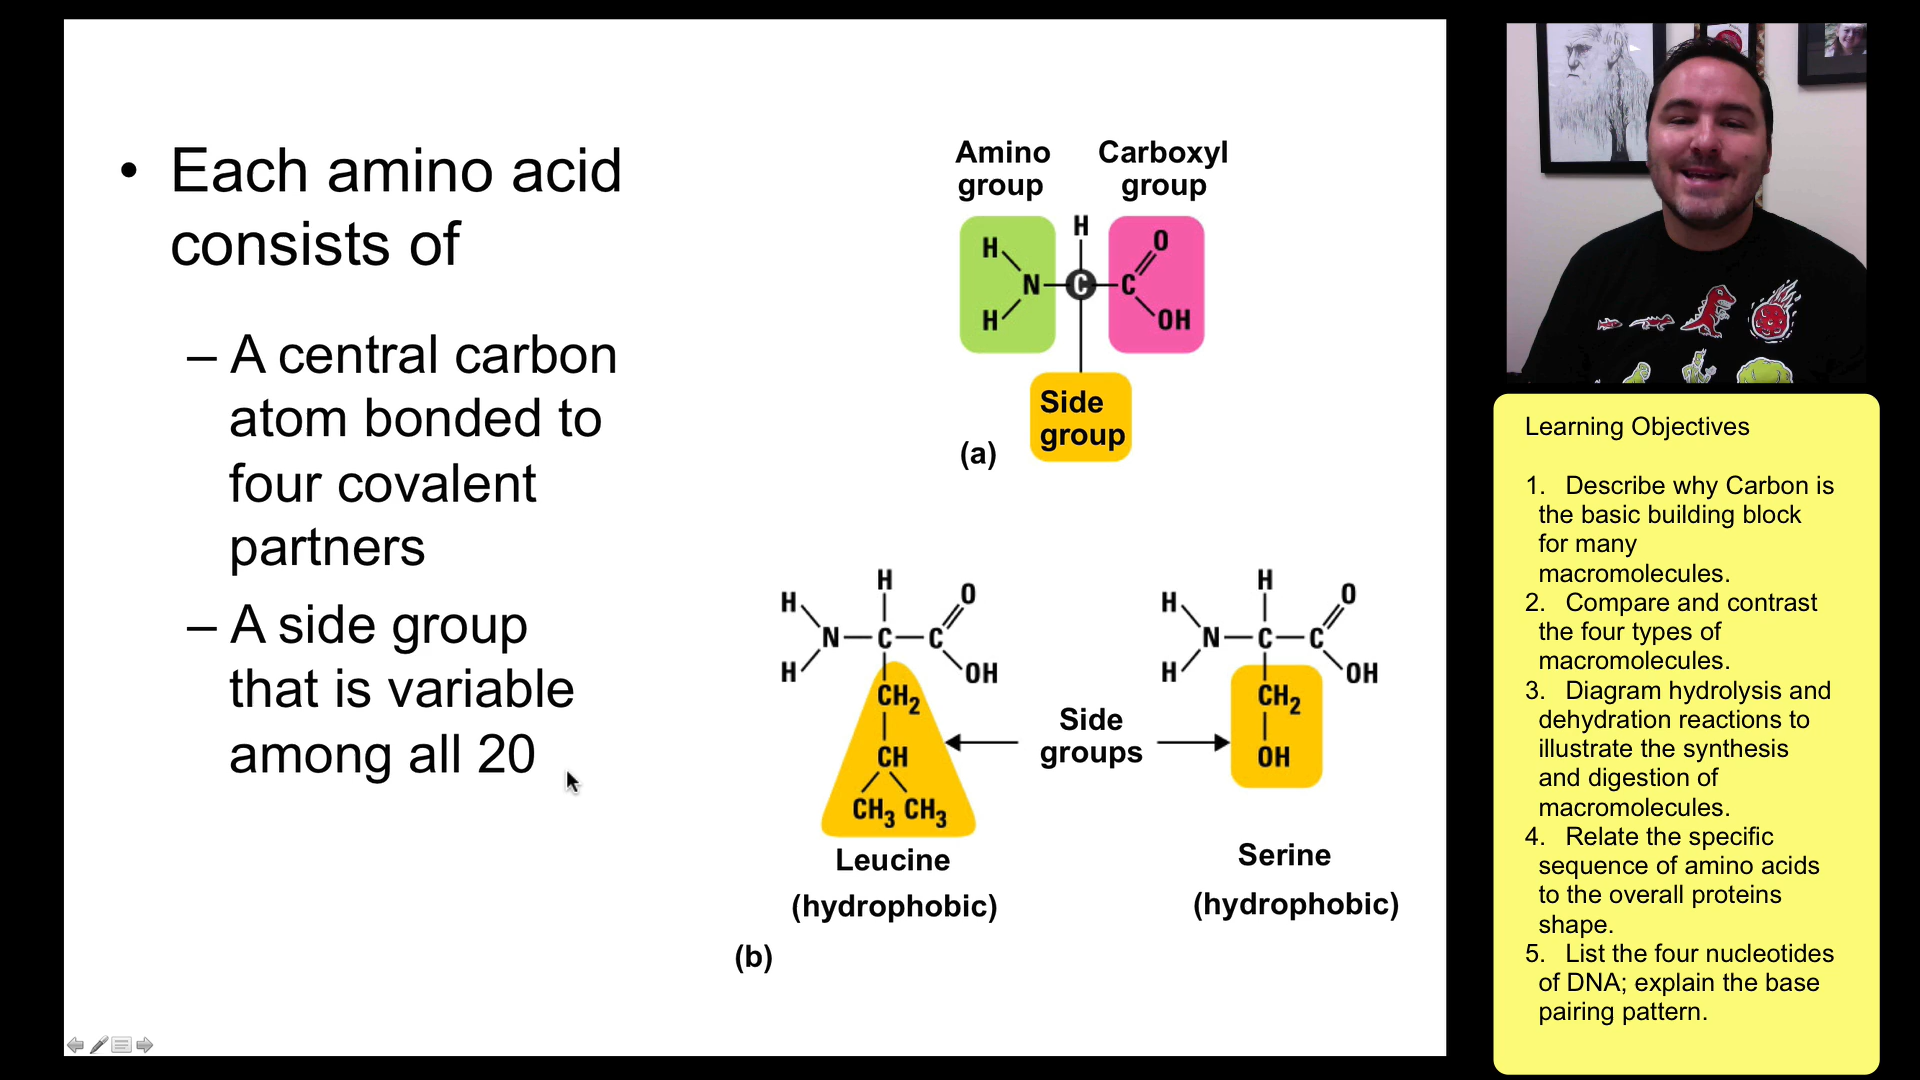 • Each amino acid
consists of
– A central carbon
atom bonded to
four covalent
partners
– A side group
that is variable
among all 20
Amino group
Carboxyl group
H
H
N
H
C
C
O
OH
Side
group
(a)
H
H
N
H
C
C
O
OH
CH2
CH
CH3 CH3
Leucine
(hydrophobic)
Side
groups
H
H
N
H
C
C
O
OH
CH2
OH
Serine
(hydrophobic)
(b)
Learning Objectives
1. Describe why Carbon is
the basic building block
for many
macromolecules.
2. Compare and contrast
the four types of
macromolecules.
3. Diagram hydrolysis and
dehydration reactions to
illustrate the synthesis
and digestion of
macromolecules.
4. Relate the specific
sequence of amino acids
to the overall proteins
shape.
5. List the four nucleotides
of DNA; explain the base
pairing pattern.